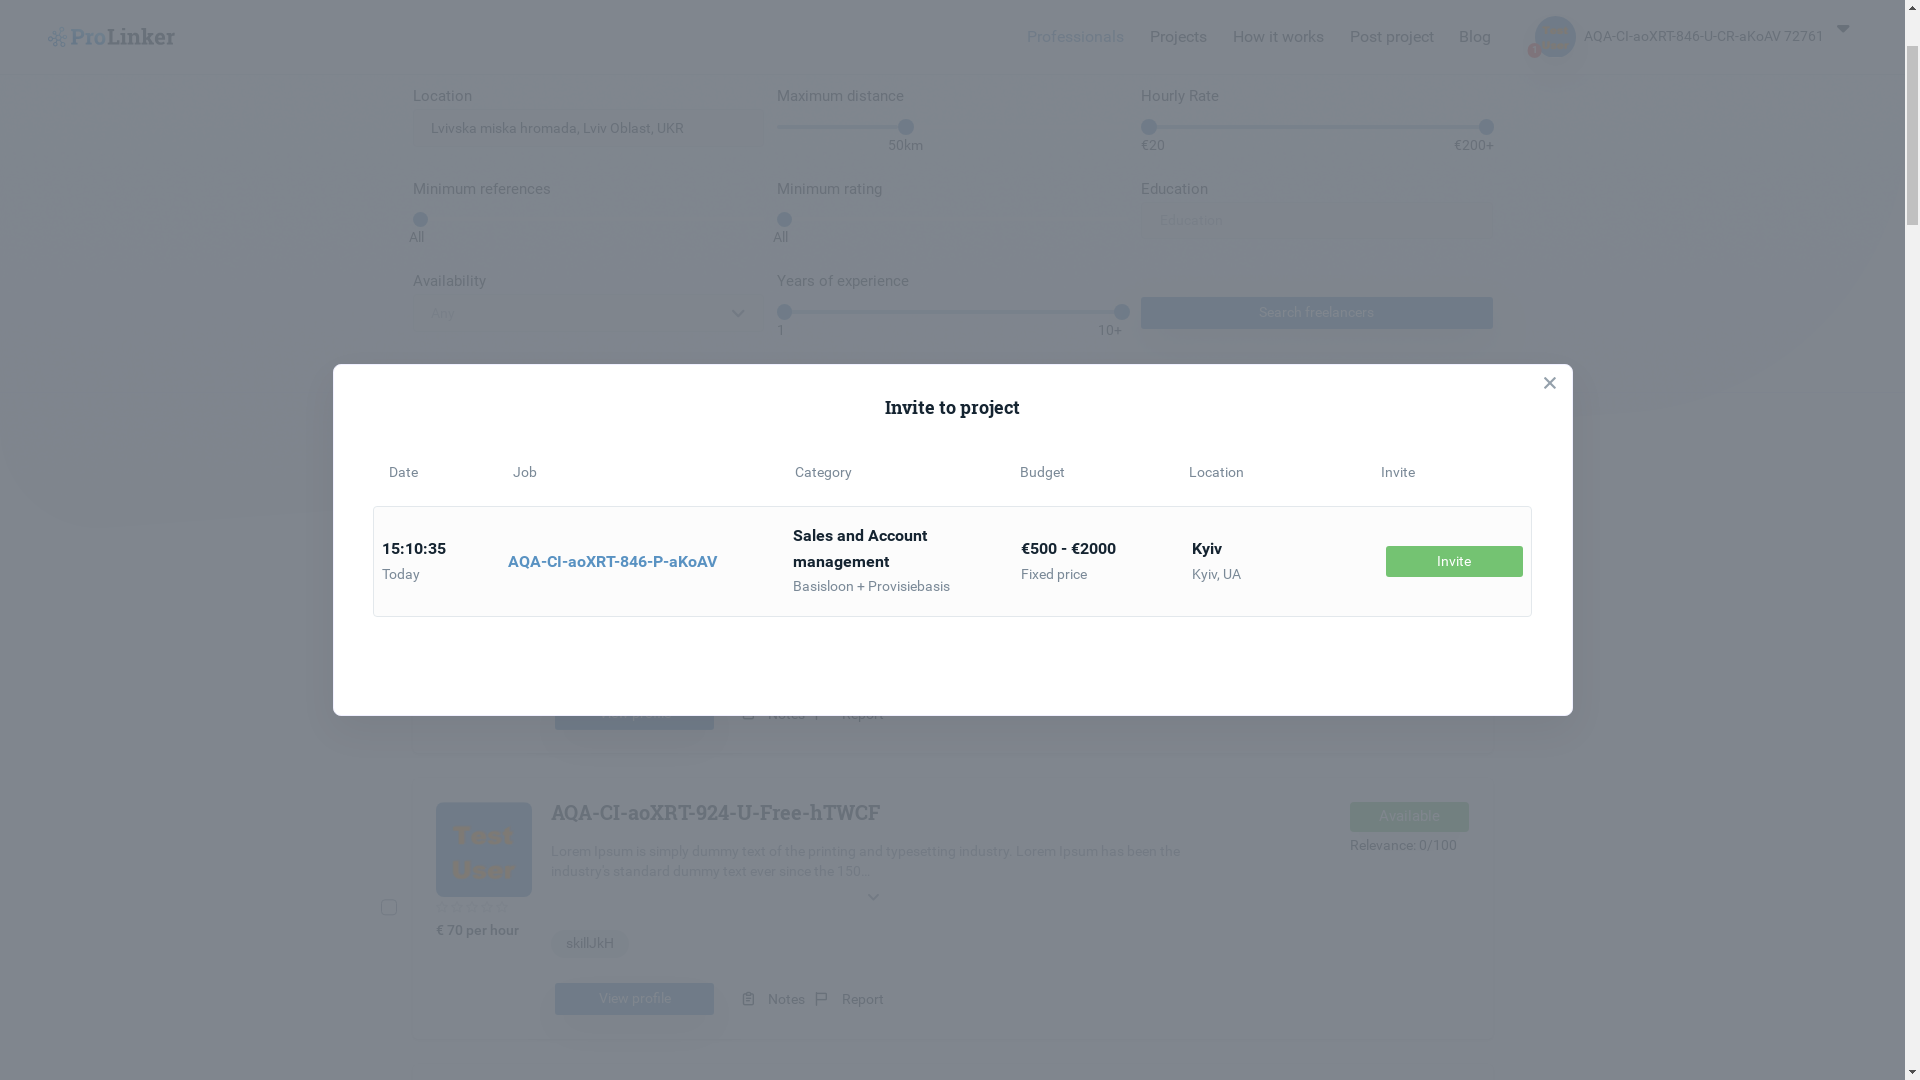 ProLinker
Professionals Projects How it works Post project Blog
1
AQA-CI-aoXRT-846-U-CR-aKoAV 72761
Location
Lvivska miska hromada, Lviv Oblast, UKR
Maximum distance
50km
Hourly Rate
€20 €200+
Minimum references
All
Minimum rating
All
Education
Education
Availability
Any
Years of experience
1 10+
Search freelancers
Invite to project
Date Job Category Budget Location Invite
15:10:35
Today
AQA-CI-aoXRT-846-P-aKoAV
Sales and Account
management
Basisloon + Provisiebasis
€500 - €2000
Fixed price
Kyiv
Kyiv, UA
Invite
Notes Report
Test
User
€ 70 per hour
AQA-CI-aoXRT-924-U-Free-hTWCF
Lorem Ipsum is simply dummy text of the printing and typesetting industry. Lorem Ipsum has been the
industry's standard dummy text ever since the 150...
skillJkH
View profile Notes Report
Available
Relevance: 0/100